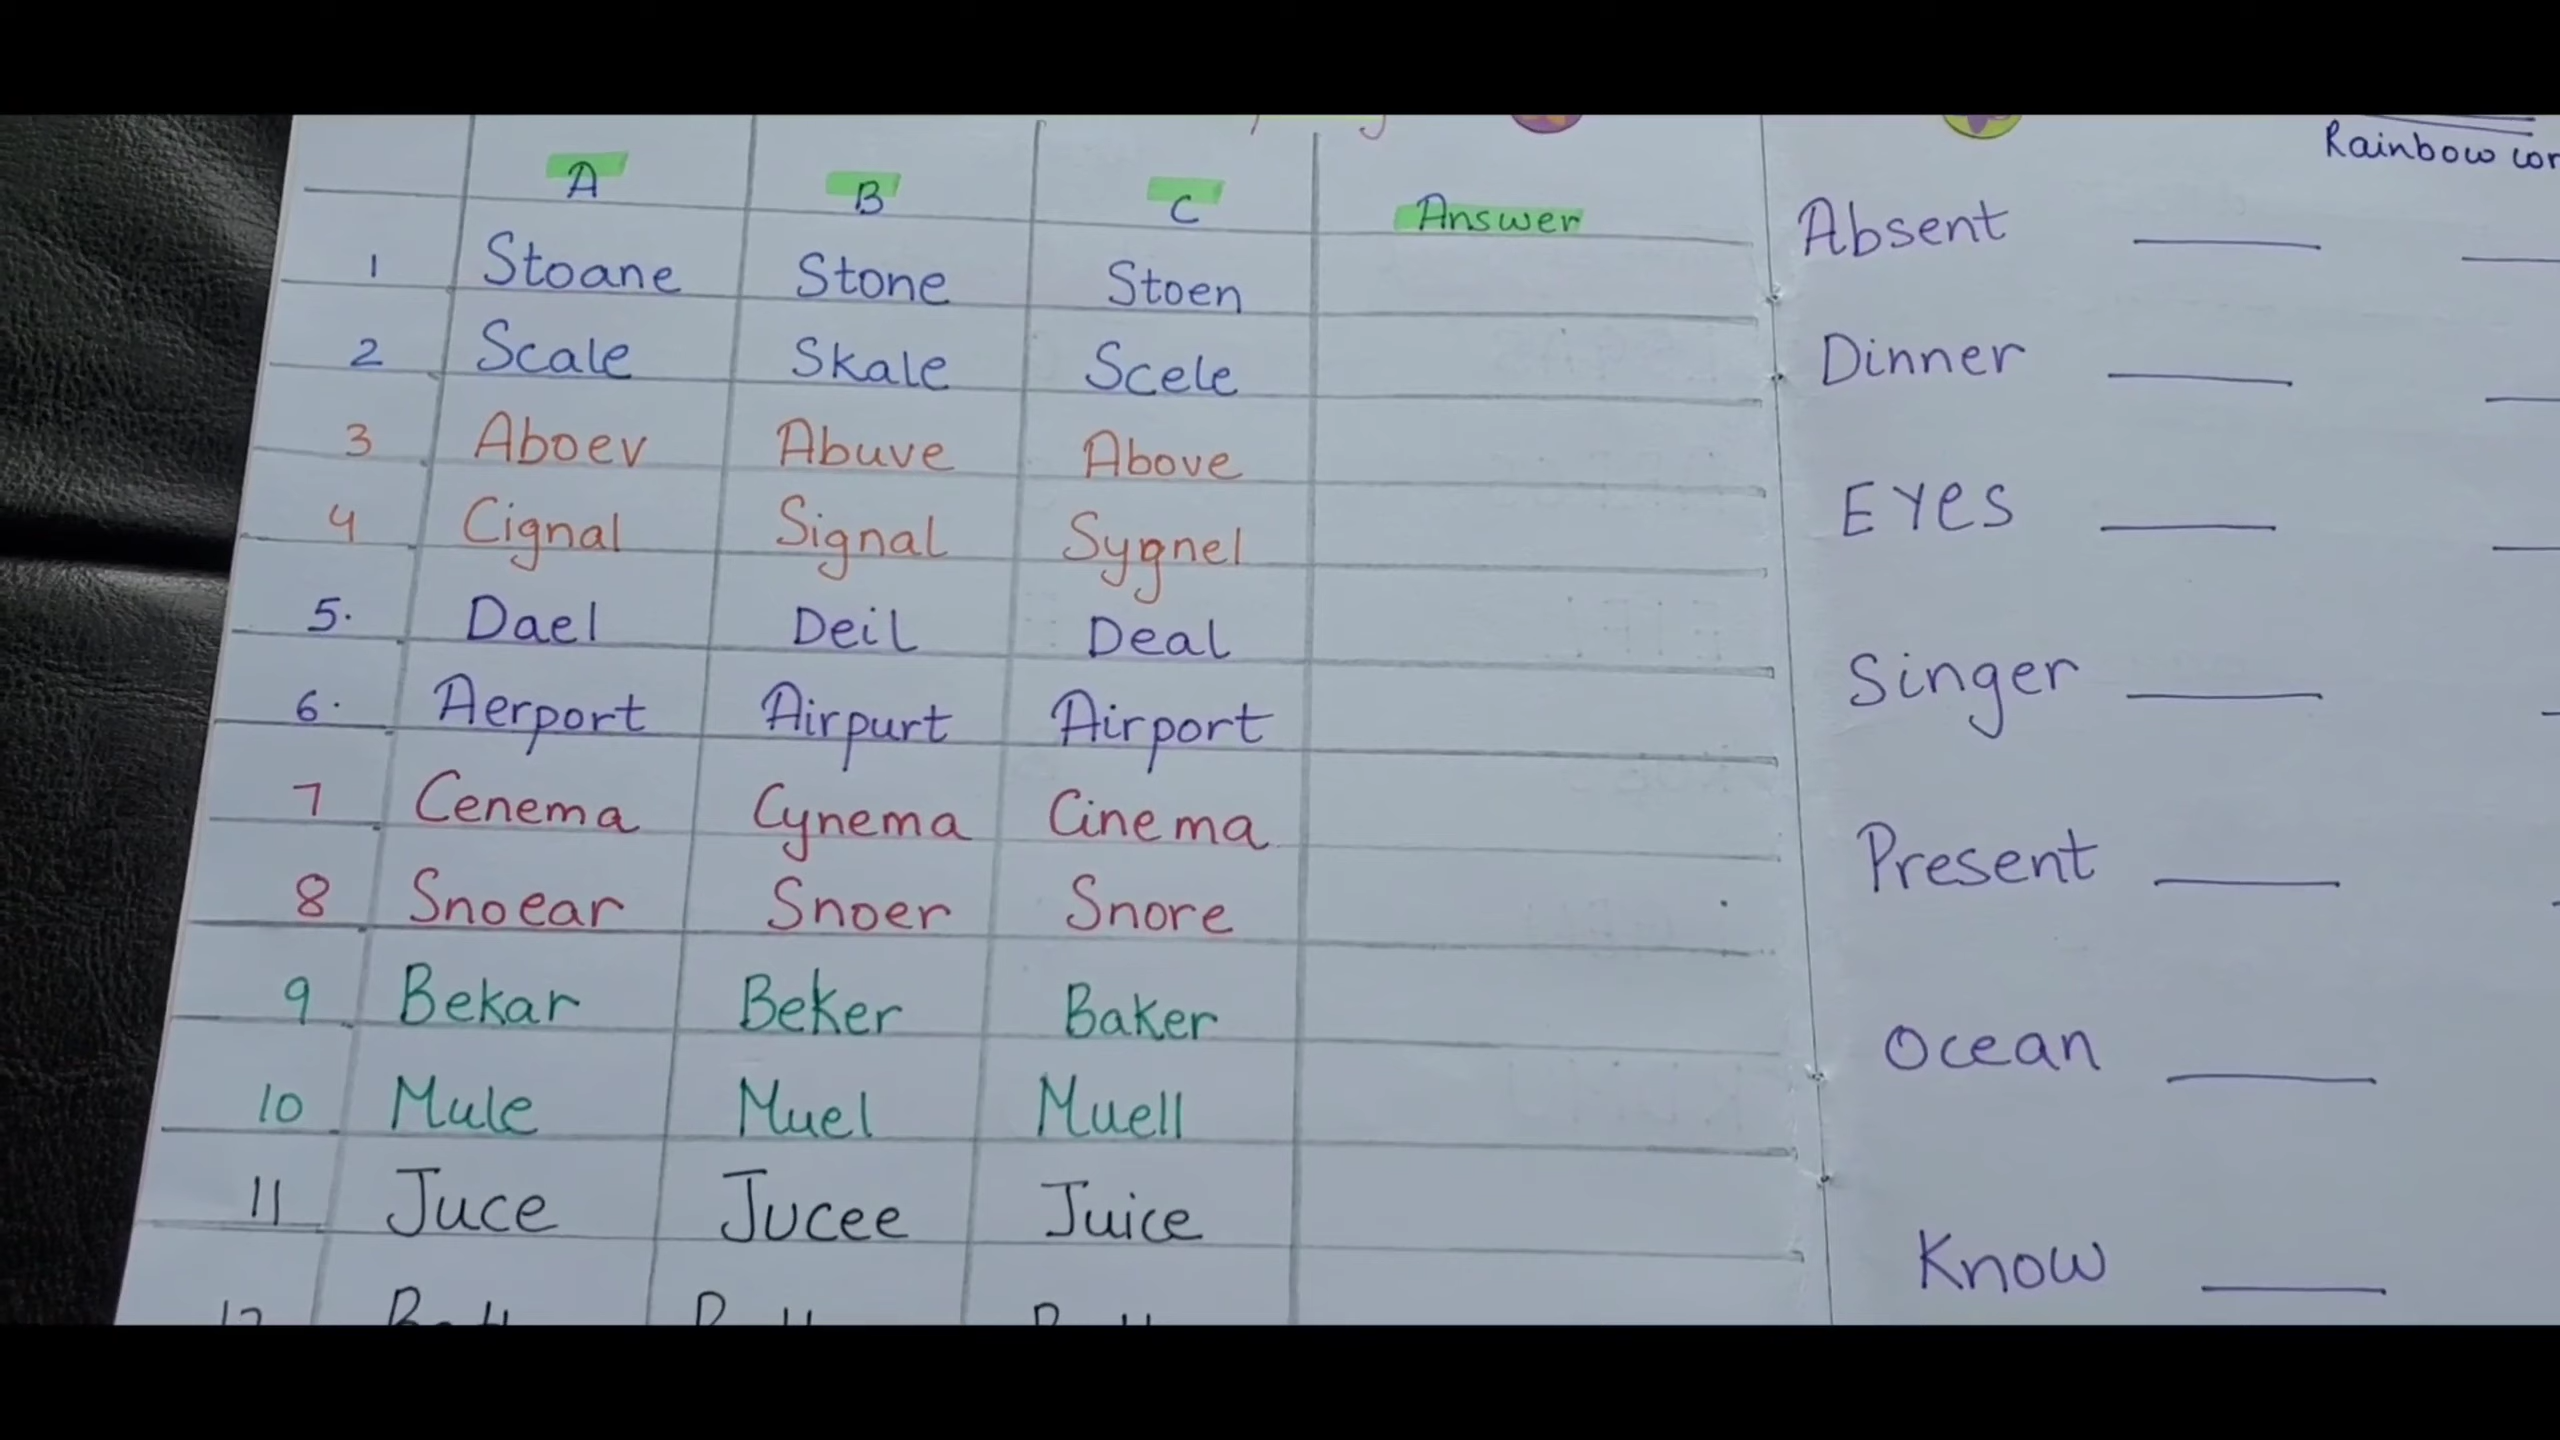 A B C Answer
1 Stoane Stone Stoen
2 Scale Skale Scele
3 Aboev Abuve Above
4 Cignal Signal Sygnel
5. Dael Deil Deal
6. Aerport Airpurt Airport
7 Cenema Cynema Cinema
8 Snoear Snoer Snore
9 Bekar Beker Baker
10 Mule Muel Muell
11 Juce Jucee Juice
Rainbow
Absent
Dinner
Eyes
Singer
Present
Ocean
Know